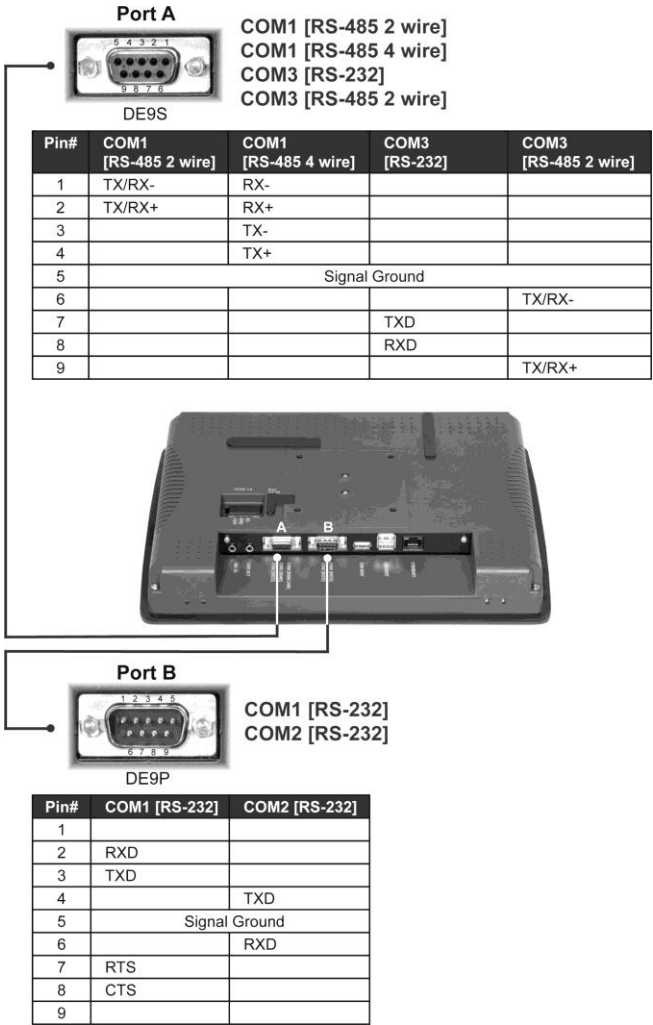 Port A
5 4 3 2 1
9 8 7 6
DE9S
COM1 [RS-485 2 wire]
COM1 [RS-485 4 wire]
COM3 [RS-232]
COM3 [RS-485 2 wire]
Pin# COM1 [RS-485 2 wire] COM1 [RS-485 4 wire] COM3 [RS-232] COM3 [RS-485 2 wire]
1 TX/RX- RX-
2 TX/RX+ RX+
3 TX-
4 TX+
5 Signal Ground
6 TX/RX-
7 TXD
8 RXD
9 TX/RX+
A B
Port B
1 2 3 4 5
6 7 8 9
DE9P
COM1 [RS-232]
COM2 [RS-232]
Pin# COM1 [RS-232] COM2 [RS-232]
1
2 RXD
3 TXD
4 TXD
5 Signal Ground
6 RXD
7 RTS
8 CTS
9